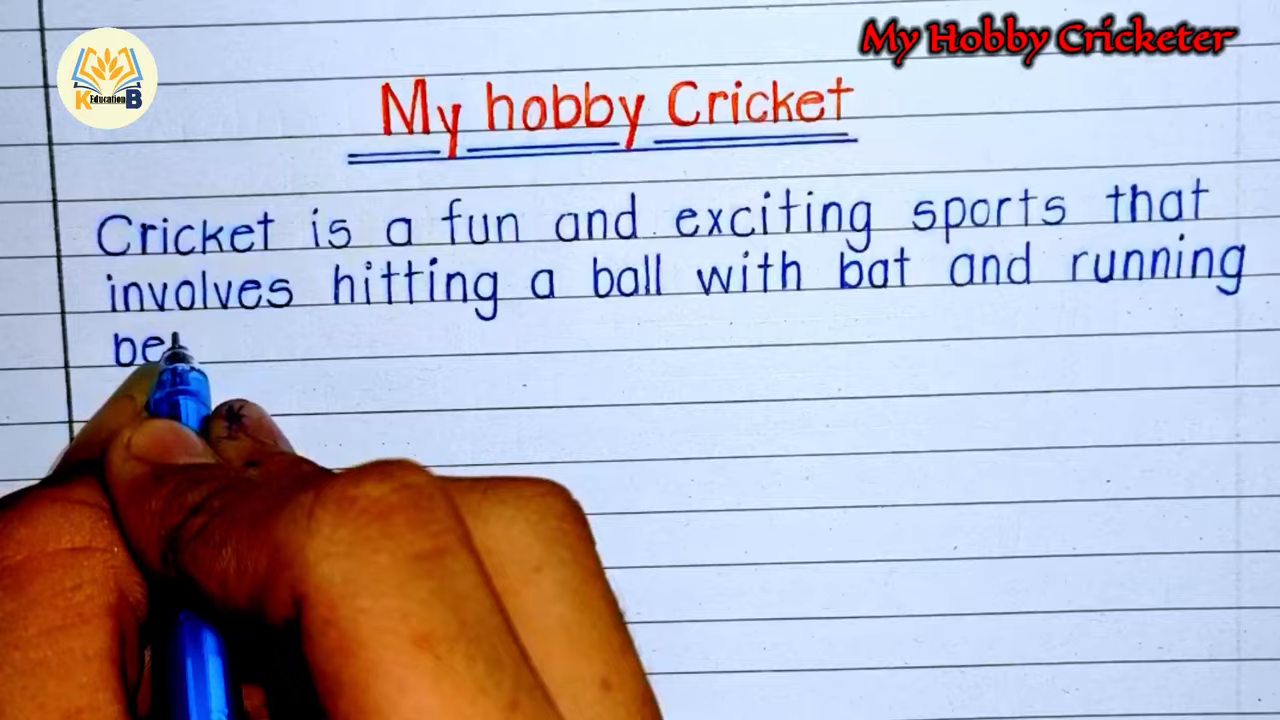 My Hobby Cricketer
K Education B
My hobby Cricket
Cricket is a fun and exciting sports that
involves hitting a ball with bat and running
be